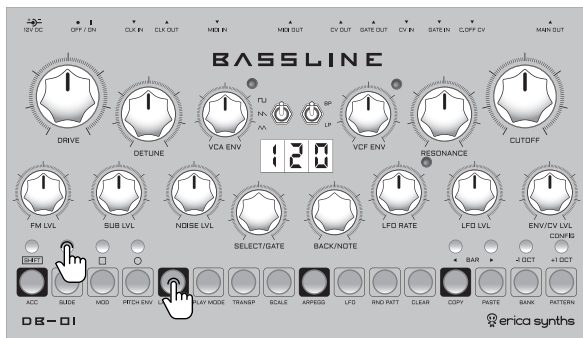 12V DC OFF / ON CLK IN CLK OUT MIDI IN MIDI OUT CV OUT GATE OUT CV IN GATE IN C.OFF CV MAIN OUT
BASSLINE
BP
LP
DRIVE DETUNE VCA ENV VCF ENV RESONANCE CUTOFF
120
FM LVL SUB LVL NOISE LVL SELECT/GATE BACK/NOTE LFO RATE LFO LVL ENV/CV LVL
CONFIG
SHIFT BAR -1 OCT +1 OCT
ACC SLIDE MOD PITCH ENV PLAY MODE TRANSP SCALE ARPEGG LFO RND PATT CLEAR COPY PASTE BANK PATTERN
DB-01 erica synths